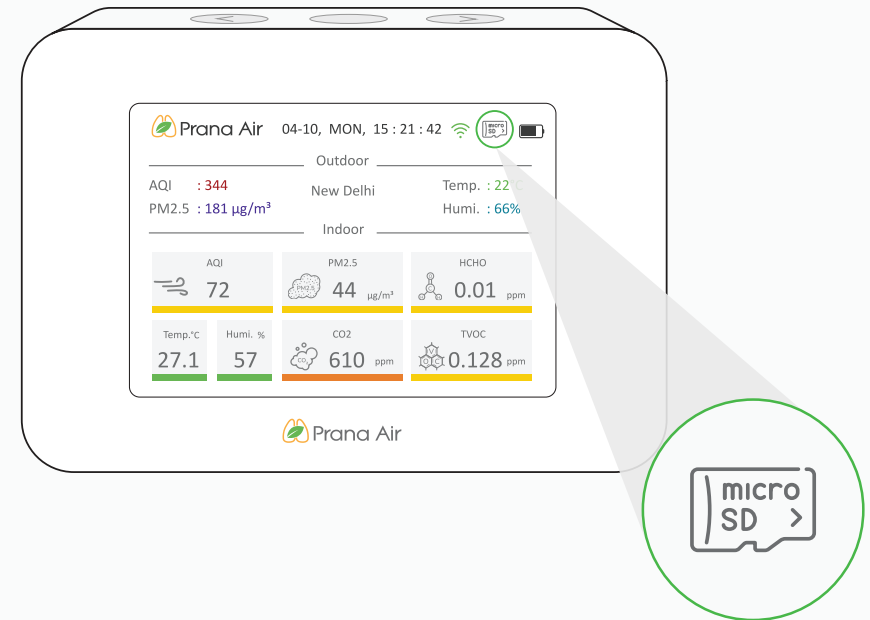 < >
Prana Air 04-10, MON, 15 : 21 : 42 micro SD >
Outdoor
AQI : 344 New Delhi Temp. : 22°C
PM2.5 : 181 µg/m³ Humi. : 66%
Indoor
AQI PM2.5 HCHO
72 PM2.5 44 µg/m³ 0.01 ppm
Temp.°C Humi. % CO2 TVOC
27.1 57 CO₂ 610 ppm V O C 0.128 ppm
Prana Air
micro
SD >